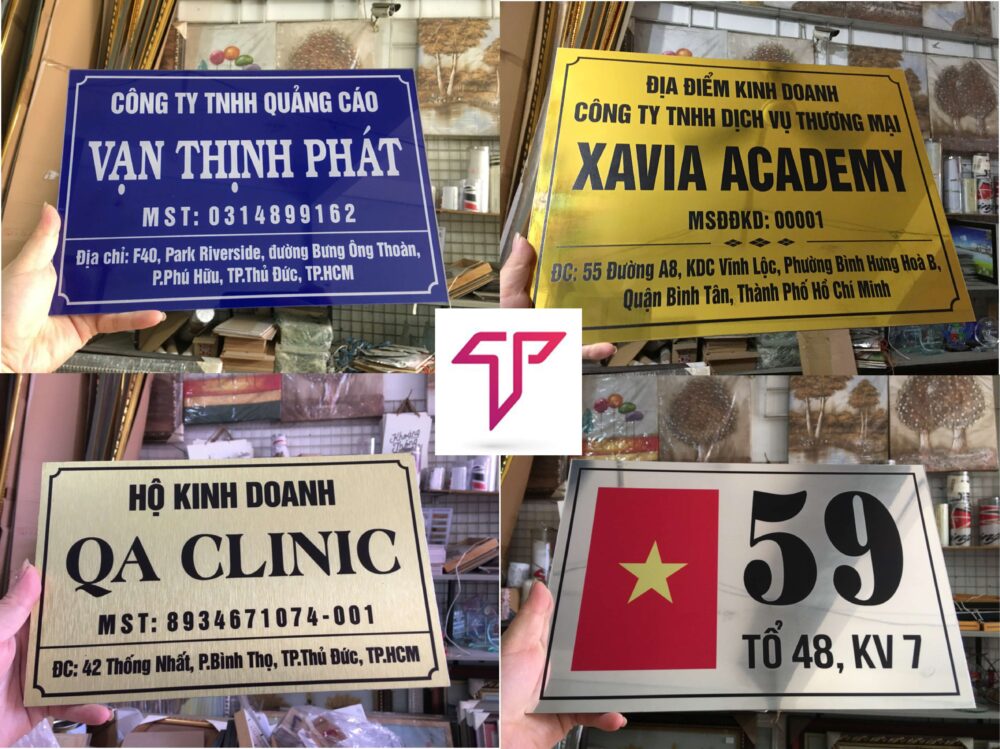 CÔNG TY TNHH QUẢNG CÁO
VẠN THỊNH PHÁT
MST: 0314899162
Địa chỉ: F40, Park Riverside, đường Bưng Ông Thoàn,
P.Phú Hữu, TP.Thủ Đức, TP.HCM
ĐỊA ĐIỂM KINH DOANH
CÔNG TY TNHH DỊCH VỤ THƯƠNG MẠI
XAVIA ACADEMY
MSĐĐKD: 00001
ĐC: 55 Đường A8, KDC Vĩnh Lộc, Phường Bình Hưng Hoà B,
Quận Bình Tân, Thành Phố Hồ Chí Minh
TP
HỘ KINH DOANH
QA CLINIC
MST: 8934671074-001
ĐC: 42 Thống Nhất, P.Bình Thọ, TP.Thủ Đức, TP.HCM
59
TỔ 48, KV 7